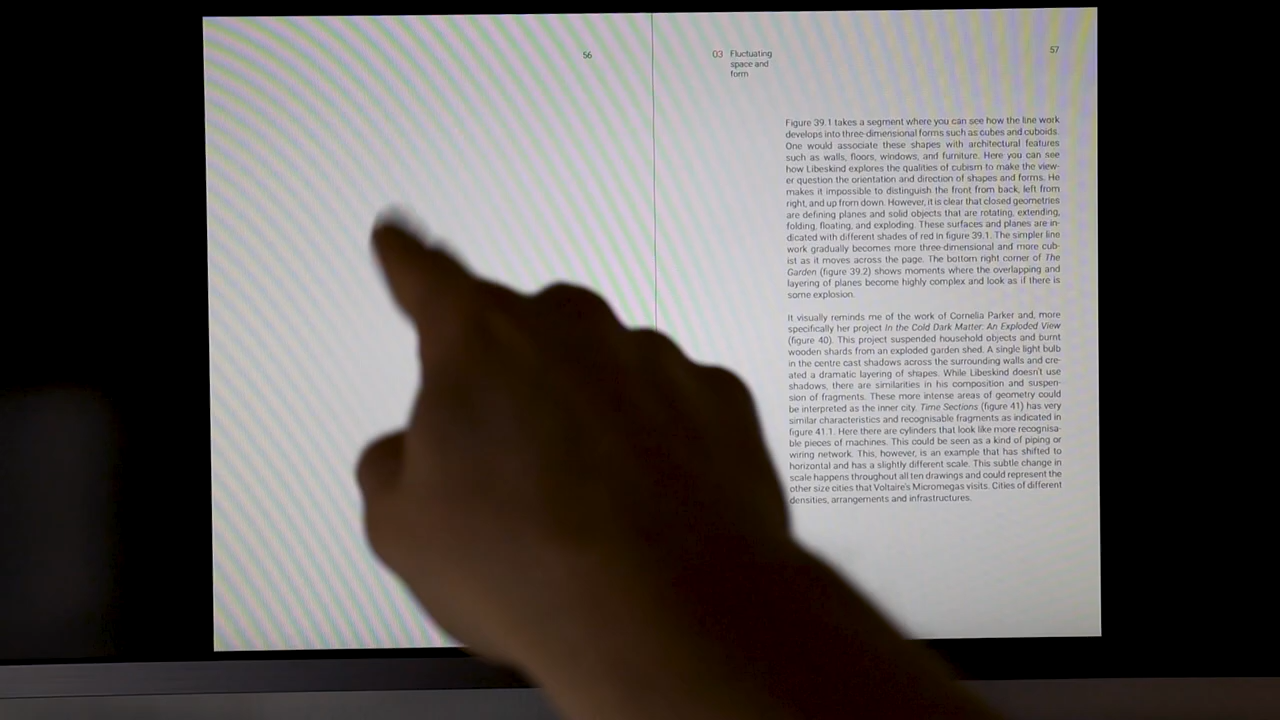 56
03 Fluctuating
space and
form
57
Figure 39.1 takes a segment where you can see how the line work
develops into three-dimensional forms such as cubes and cuboids.
One would associate these shapes with architectural features
such as walls, floors, windows, and furniture. Here you can see
how Libeskind explores the qualities of cubism to make the view-
er question the orientation and direction of shapes and forms. He
makes it impossible to distinguish the front from back, left from
right, and up from down. However, it is clear that closed geometries
are defining planes and solid objects that are rotating, extending,
folding, floating, and exploding. These surfaces and planes are in-
dicated with different shades of red in figure 39.1. The simpler line
work gradually becomes more three-dimensional and more cub-
ist as it moves across the page. The bottom right corner of The
Garden (figure 39.2) shows moments where the overlapping and
layering of planes become highly complex and look as if there is
some explosion.
It visually reminds me of the work of Cornelia Parker and, more
specifically her project In the Cold Dark Matter: An Exploded View
(figure 40). This project suspended household objects and burnt
wooden shards from an exploded garden shed. A single light bulb
in the centre cast shadows across the surrounding walls and cre-
ated a dramatic layering of shapes. While Libeskind doesn't use
shadows, there are similarities in his composition and suspen-
sion of fragments. These more intense areas of geometry could
be interpreted as the inner city. Time Sections (figure 41) has very
similar characteristics and recognisable fragments as indicated in
figure 41.1. Here there are cylinders that look like more recognisa-
ble pieces of machines. This could be seen as a kind of piping or
wiring network. This, however, is an example that has shifted to
horizontal and has a slightly different scale. This subtle change in
scale happens throughout all ten drawings and could represent the
other size cities that Voltaire's Micromegas visits. Cities of different
densities, arrangements and infrastructures.